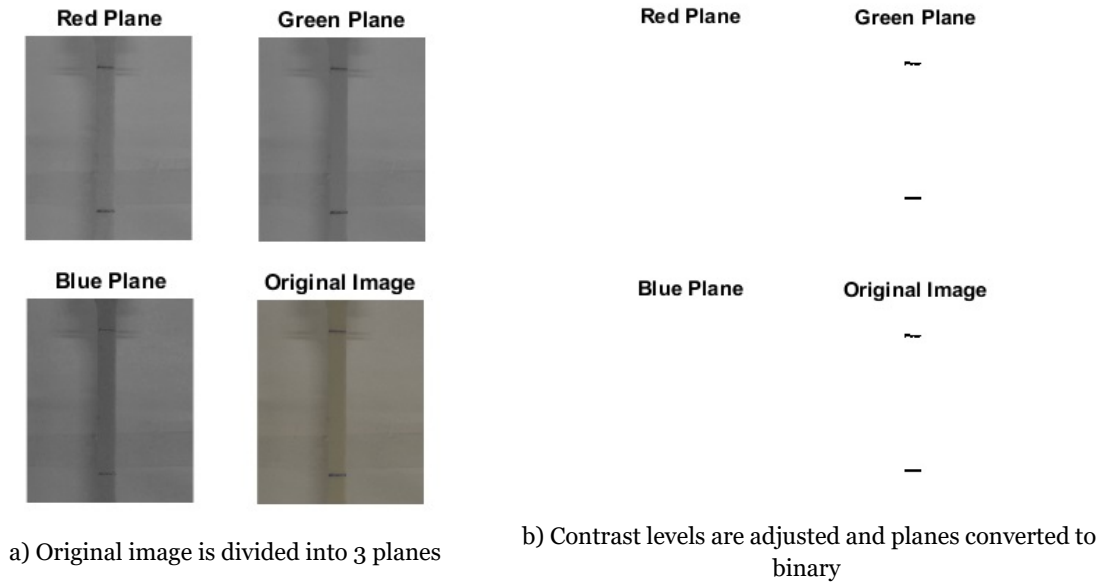 Red Plane
Green Plane
Blue Plane
Original Image
a) Original image is divided into 3 planes
Red Plane
Green Plane
Blue Plane
Original Image
b) Contrast levels are adjusted and planes converted to
binary